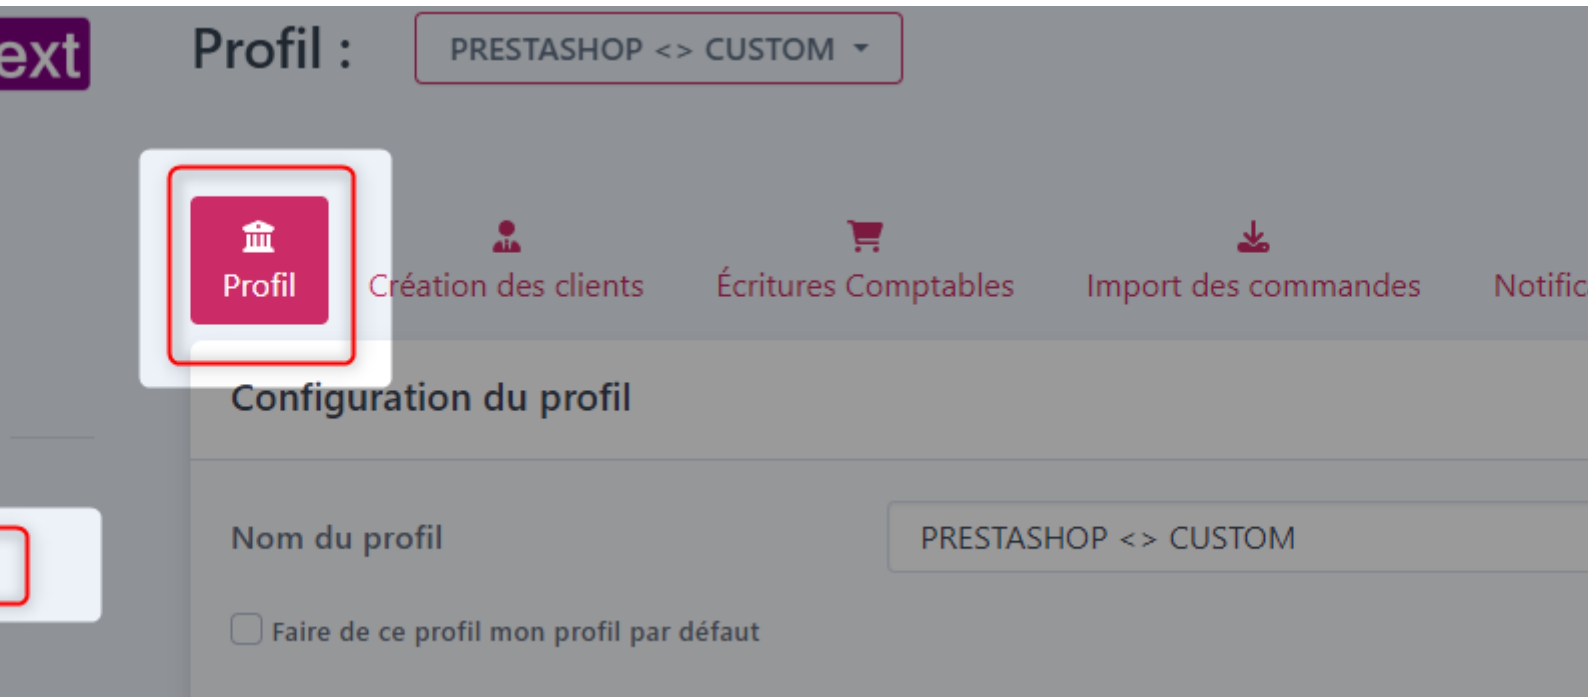 ext
Profil :
PRESTASHOP <> CUSTOM
Profil
Création des clients
Écritures Comptables
Import des commandes
Notific
Configuration du profil
Nom du profil
PRESTASHOP <> CUSTOM
Faire de ce profil mon profil par défaut